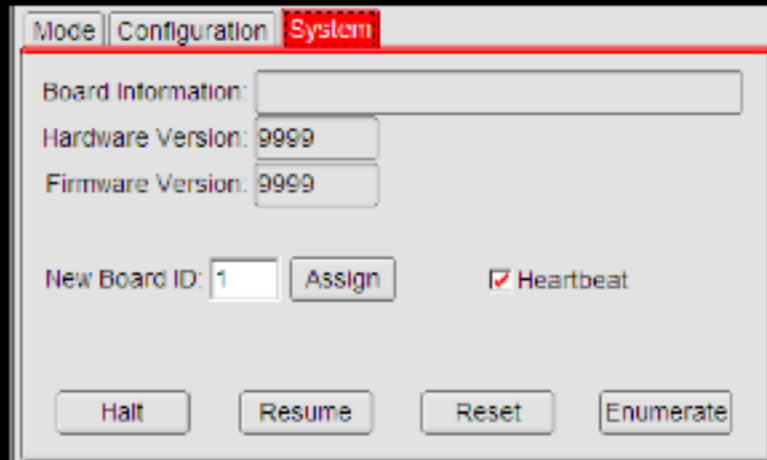 Mode Configuration System
Board Information:
Hardware Version: 9999
Firmware Version: 9999
New Board ID: 1 Assign Heartbeat
Halt Resume Reset Enumerate